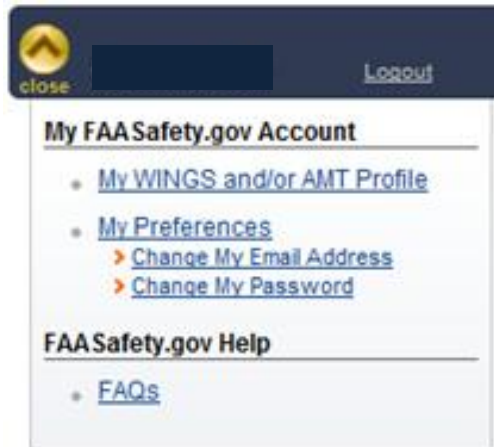 close
Logout
My FAASafety.gov Account
My WINGS and/or AMT Profile
My Preferences
Change My Email Address
Change My Password
FAASafety.gov Help
FAQs